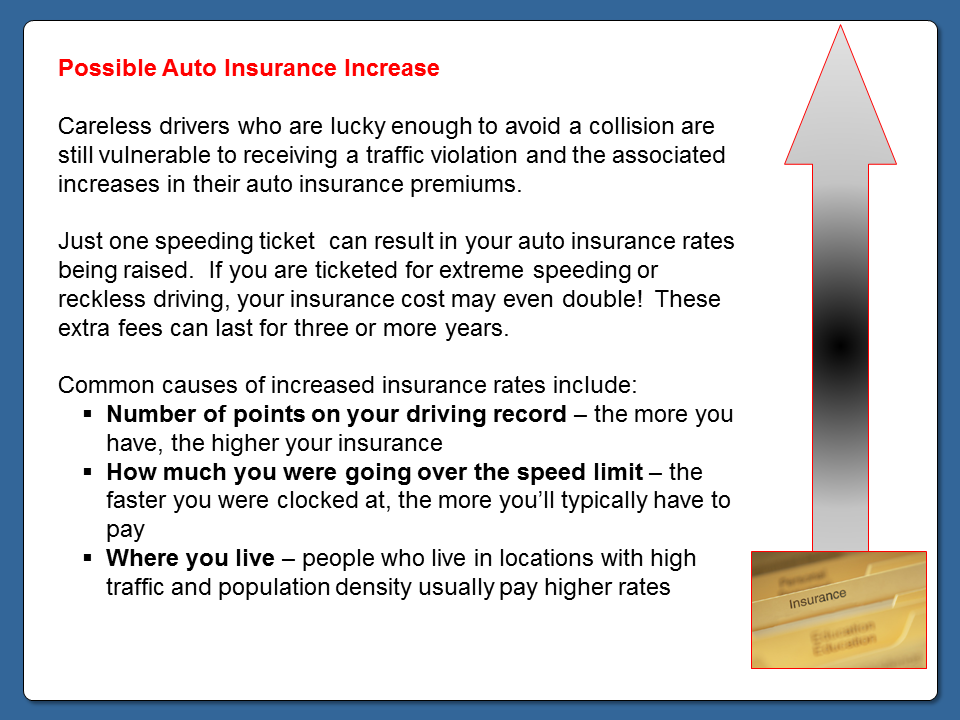 Possible Auto Insurance Increase
Careless drivers who are lucky enough to avoid a collision are
still vulnerable to receiving a traffic violation and the associated
increases in their auto insurance premiums.
Just one speeding ticket  can result in your auto insurance rates
being raised.  If you are ticketed for extreme speeding or
reckless driving, your insurance cost may even double!  These
extra fees can last for three or more years.
Common causes of increased insurance rates include:
▪ Number of points on your driving record – the more you
have, the higher your insurance
▪ How much you were going over the speed limit – the
faster you were clocked at, the more you’ll typically have to
pay
▪ Where you live – people who live in locations with high
traffic and population density usually pay higher rates
Personal
Insurance
Education
Education